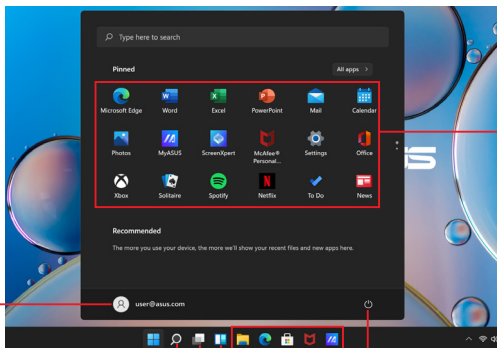 Type here to search
Pinned
All apps >
Microsoft Edge Word Excel PowerPoint Mail Calendar
Photos MyASUS ScreenXpert McAfee® Personal... Settings Office
Xbox Solitaire Spotify Netflix To Do News
Recommended
The more you use your device, the more we'll show your recent files and new apps here.
user@asus.com